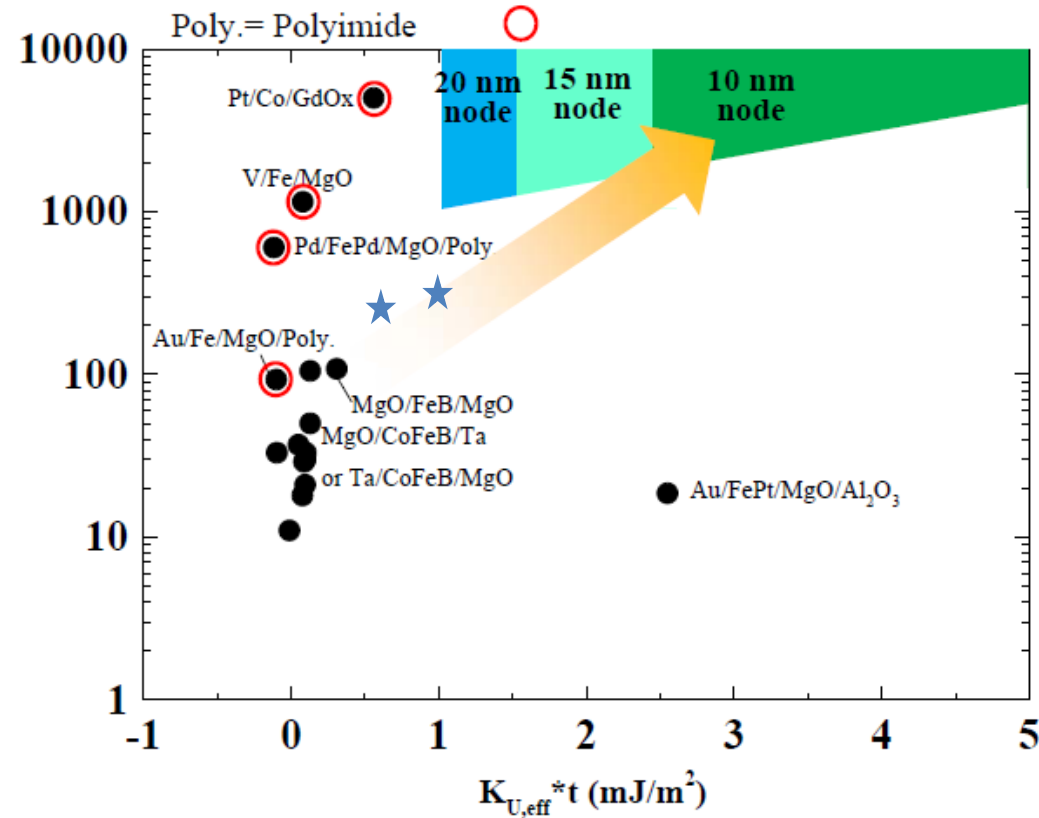 Poly.= Polyimide
10000
1000
100
10
1
20 nm
node
15 nm
node
10 nm
node
Pt/Co/GdOx
V/Fe/MgO
Pd/FePd/MgO/Poly.
Au/Fe/MgO/Poly.
MgO/FeB/MgO
MgO/CoFeB/Ta
or Ta/CoFeB/MgO
Au/FePt/MgO/Al₂O₃
-1 0 1 2 3 4 5
K_U,eff*t (mJ/m²)